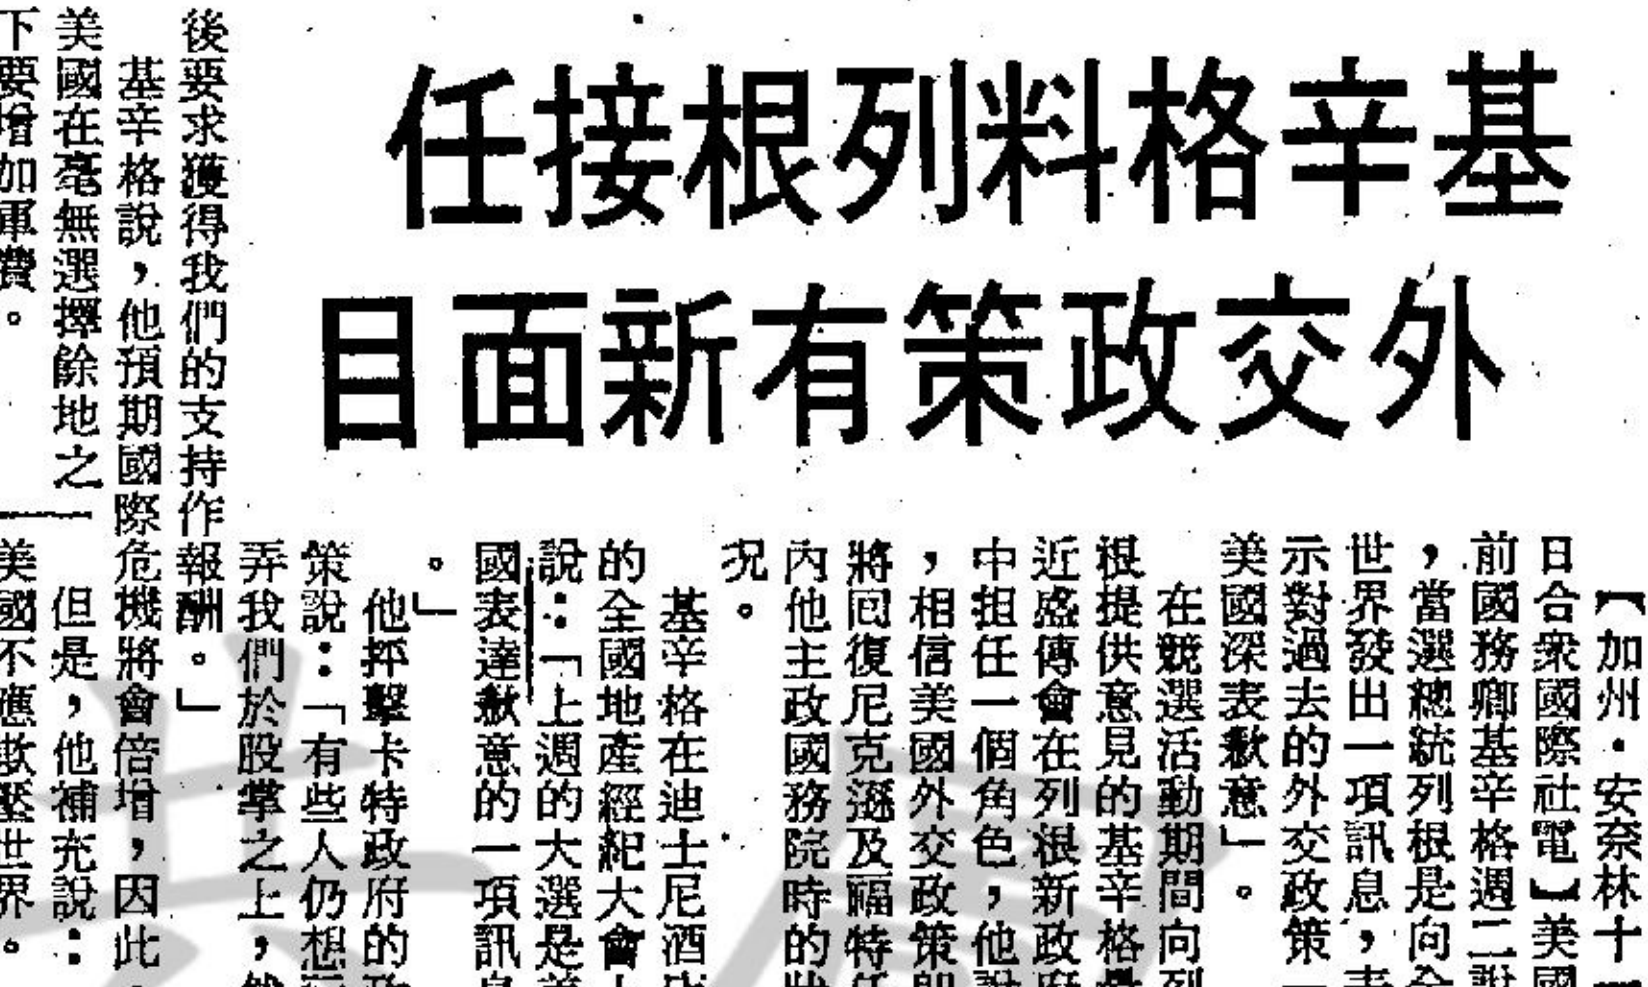 基辛格料列根接任
外交政策有新面目
【加州·安奈林十
日合衆國際社電】美國
前國務卿基辛格週二說
，當選總統列根是向全
世界發出一項訊息，表
示對過去的外交政策
美國深表歉意」。
在競選活動期間向列
根提供意見的基辛格
近盛傳會在列根新政府
中担任一個角色，他說
，相信美國外交政策即
將回復尼克遜及福特任
內他主政國務院時的狀
況。
基辛格在迪士尼酒店
的全國地產經紀大會上
說：「上週的大選是美
國表達歉意的一項訊息
。」
他抨擊卡特政府的政
策說：「有些人仍想玩
弄我們於股掌之上，然
後要求獲得我們的支持作報酬。」
基辛格說，他預期國際危機將會倍增，因此
美國在毫無選擇餘地之
下要增加軍費。
但是，他補充說：
美國不應欺壓世界。